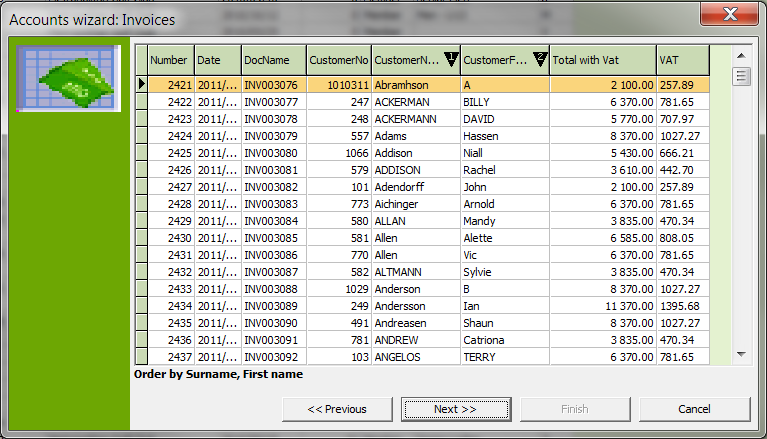 Accounts wizard: Invoices
Number Date DocName CustomerNo CustomerN... 1 CustomerF... 2 Total with Vat VAT
2421 2011/... INV003076 1010311 Abramhson A 2 100.00 257.89
2422 2011/... INV003077 247 ACKERMAN BILLY 6 370.00 781.65
2423 2011/... INV003078 248 ACKERMANN DAVID 5 770.00 707.97
2424 2011/... INV003079 557 Adams Hassen 8 370.00 1027.27
2425 2011/... INV003080 1066 Addison Niall 5 430.00 666.21
2426 2011/... INV003081 579 ADDISON Rachel 3 610.00 442.70
2427 2011/... INV003082 101 Adendorff John 2 100.00 257.89
2428 2011/... INV003083 773 Aichinger Arnold 6 370.00 781.65
2429 2011/... INV003084 580 ALLAN Mandy 3 835.00 470.34
2430 2011/... INV003085 581 Allen Alette 6 585.00 808.05
2431 2011/... INV003086 770 Allen Vic 6 370.00 781.65
2432 2011/... INV003087 582 ALTMANN Sylvie 3 835.00 470.34
2433 2011/... INV003088 1029 Anderson B 8 370.00 1027.27
2434 2011/... INV003089 249 Andersson Ian 11 370.00 1395.68
2435 2011/... INV003090 491 Andreasen Shaun 8 370.00 1027.27
2436 2011/... INV003091 781 ANDREW Catriona 3 835.00 470.34
2437 2011/... INV003092 103 ANGELOS TERRY 6 370.00 781.65
Order by Surname, First name
<< Previous Next >> Finish Cancel